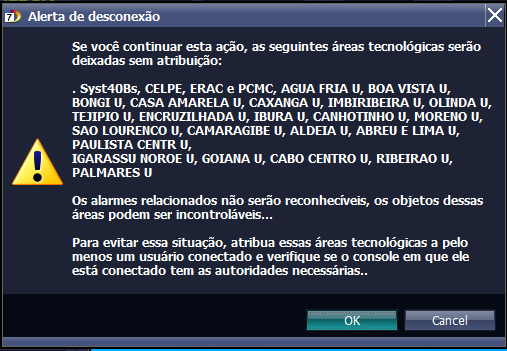 Alerta de desconexão
Se você continuar esta ação, as seguintes áreas tecnológicas serão
deixadas sem atribuição:
. Syst40Bs, CELPE, ERAC e PCMC, AGUA FRIA U, BOA VISTA U,
BONGI U, CASA AMARELA U, CAXANGA U, IMBIRIBEIRA U, OLINDA U,
TEJIPIO U, ENCRUZILHADA U, IBURA U, CANHOTINHO U, MORENO U,
SAO LOURENCO U, CAMARAGIBE U, ALDEIA U, ABREU E LIMA U,
PAULISTA CENTR U,
IGARASSU NOROE U, GOIANA U, CABO CENTRO U, RIBEIRAO U,
PALMARES U
Os alarmes relacionados não serão reconhecíveis, os objetos dessas
áreas podem ser incontroláveis...
Para evitar essa situação, atribua essas áreas tecnológicas a pelo
menos um usuário conectado e verifique se o console em que ele
está conectado tem as autoridades necessárias..
OK
Cancel